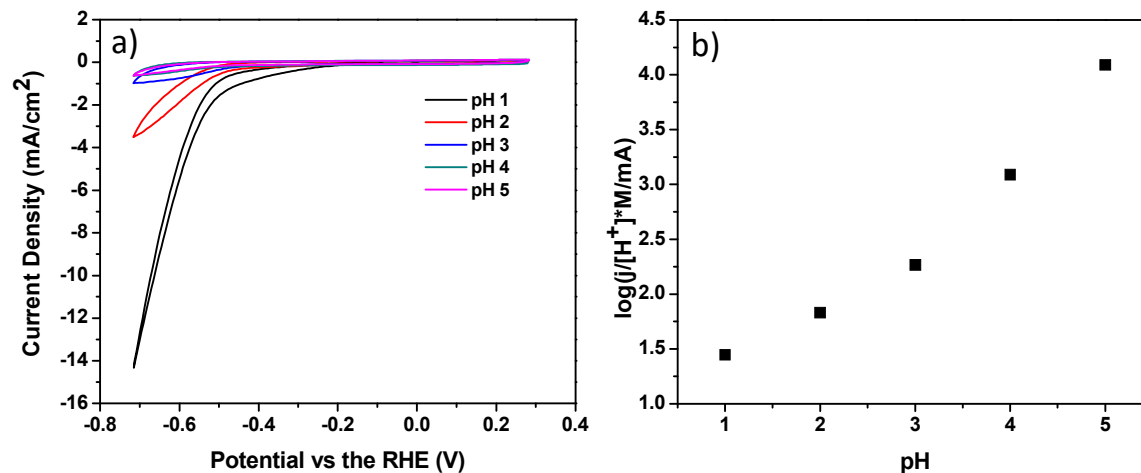 a)
2
0
-2
-4
-6
-8
-10
-12
-14
-16
Current Density (mA/cm²)
pH 1
pH 2
pH 3
pH 4
pH 5
-0.8 -0.6 -0.4 -0.2 0.0 0.2 0.4
Potential vs the RHE (V)
b)
4.5
4.0
3.5
3.0
2.5
2.0
1.5
1.0
log(j/[H⁺]*M/mA)
1 2 3 4 5
pH